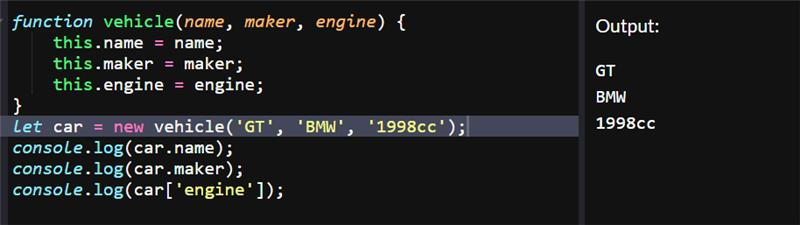 function vehicle(name, maker, engine) {
    this.name = name;
    this.maker = maker;
    this.engine = engine;
}
let car = new vehicle('GT', 'BMW', '1998cc');
console.log(car.name);
console.log(car.maker);
console.log(car['engine']);
Output:
GT
BMW
1998cc